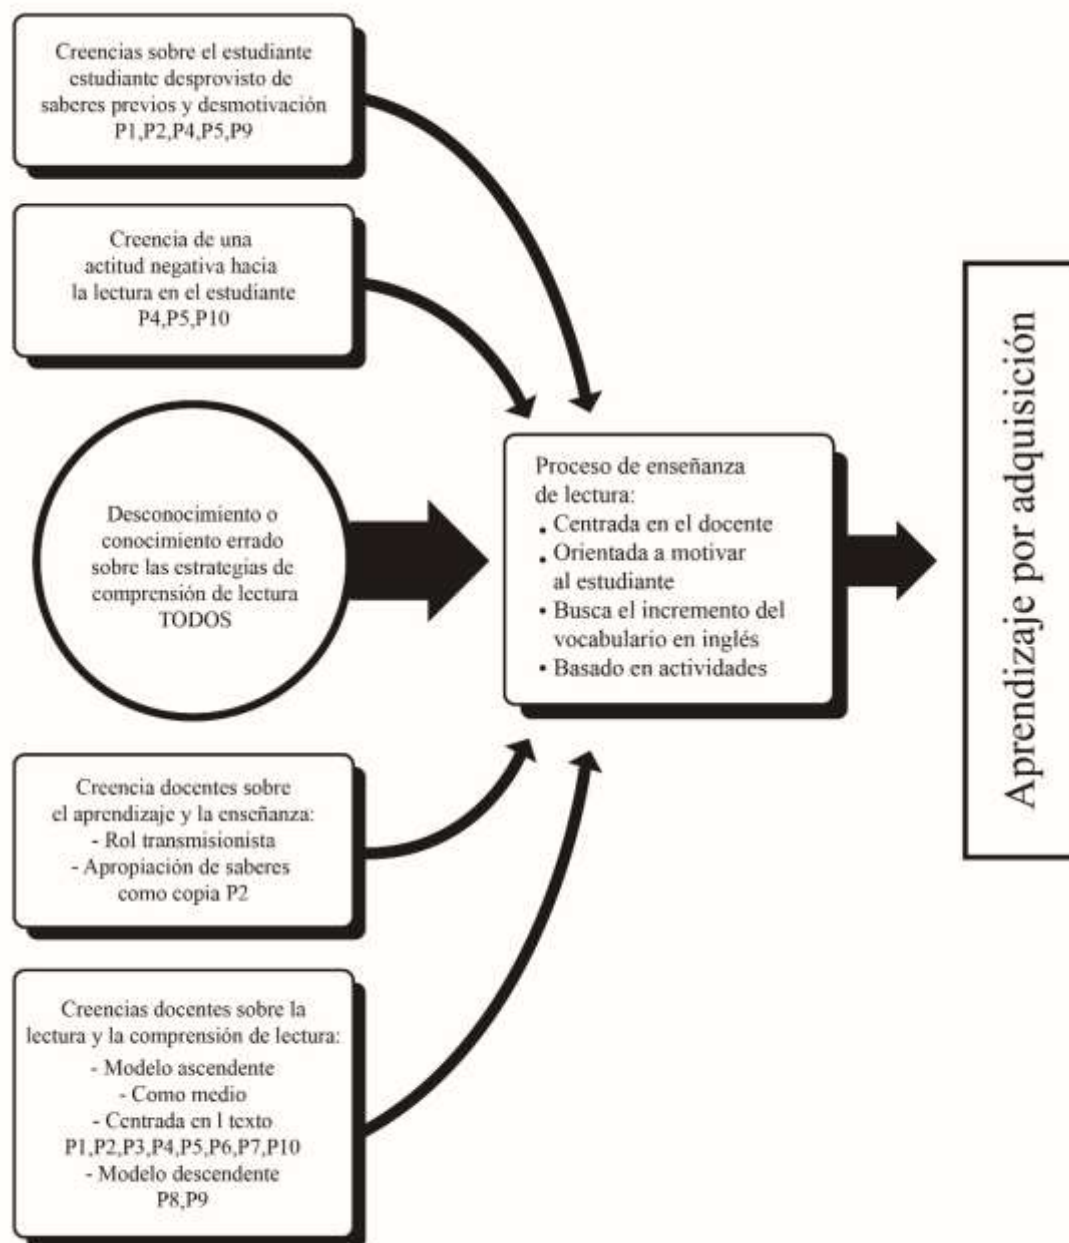 Creencias sobre el estudiante
estudiante desprovisto de
saberes previos y desmotivación
P1,P2,P4,P5,P9
Creencia de una
actitud negativa hacia
la lectura en el estudiante
P4,P5,P10
Desconocimiento o
conocimiento errado
sobre las estrategias de
comprensión de lectura
TODOS
Creencia docentes sobre
el aprendizaje y la enseñanza:
- Rol transmisionista
- Apropiación de saberes
como copia P2
Creencias docentes sobre la
lectura y la comprensión de lectura:
- Modelo ascendente
- Como medio
- Centrada en l texto
P1,P2,P3,P4,P5,P6,P7,P10
- Modelo descendente
P8,P9
Proceso de enseñanza
de lectura:
• Centrada en el docente
• Orientada a motivar
al estudiante
• Busca el incremento del
vocabulario en inglés
• Basado en actividades
Aprendizaje por adquisición